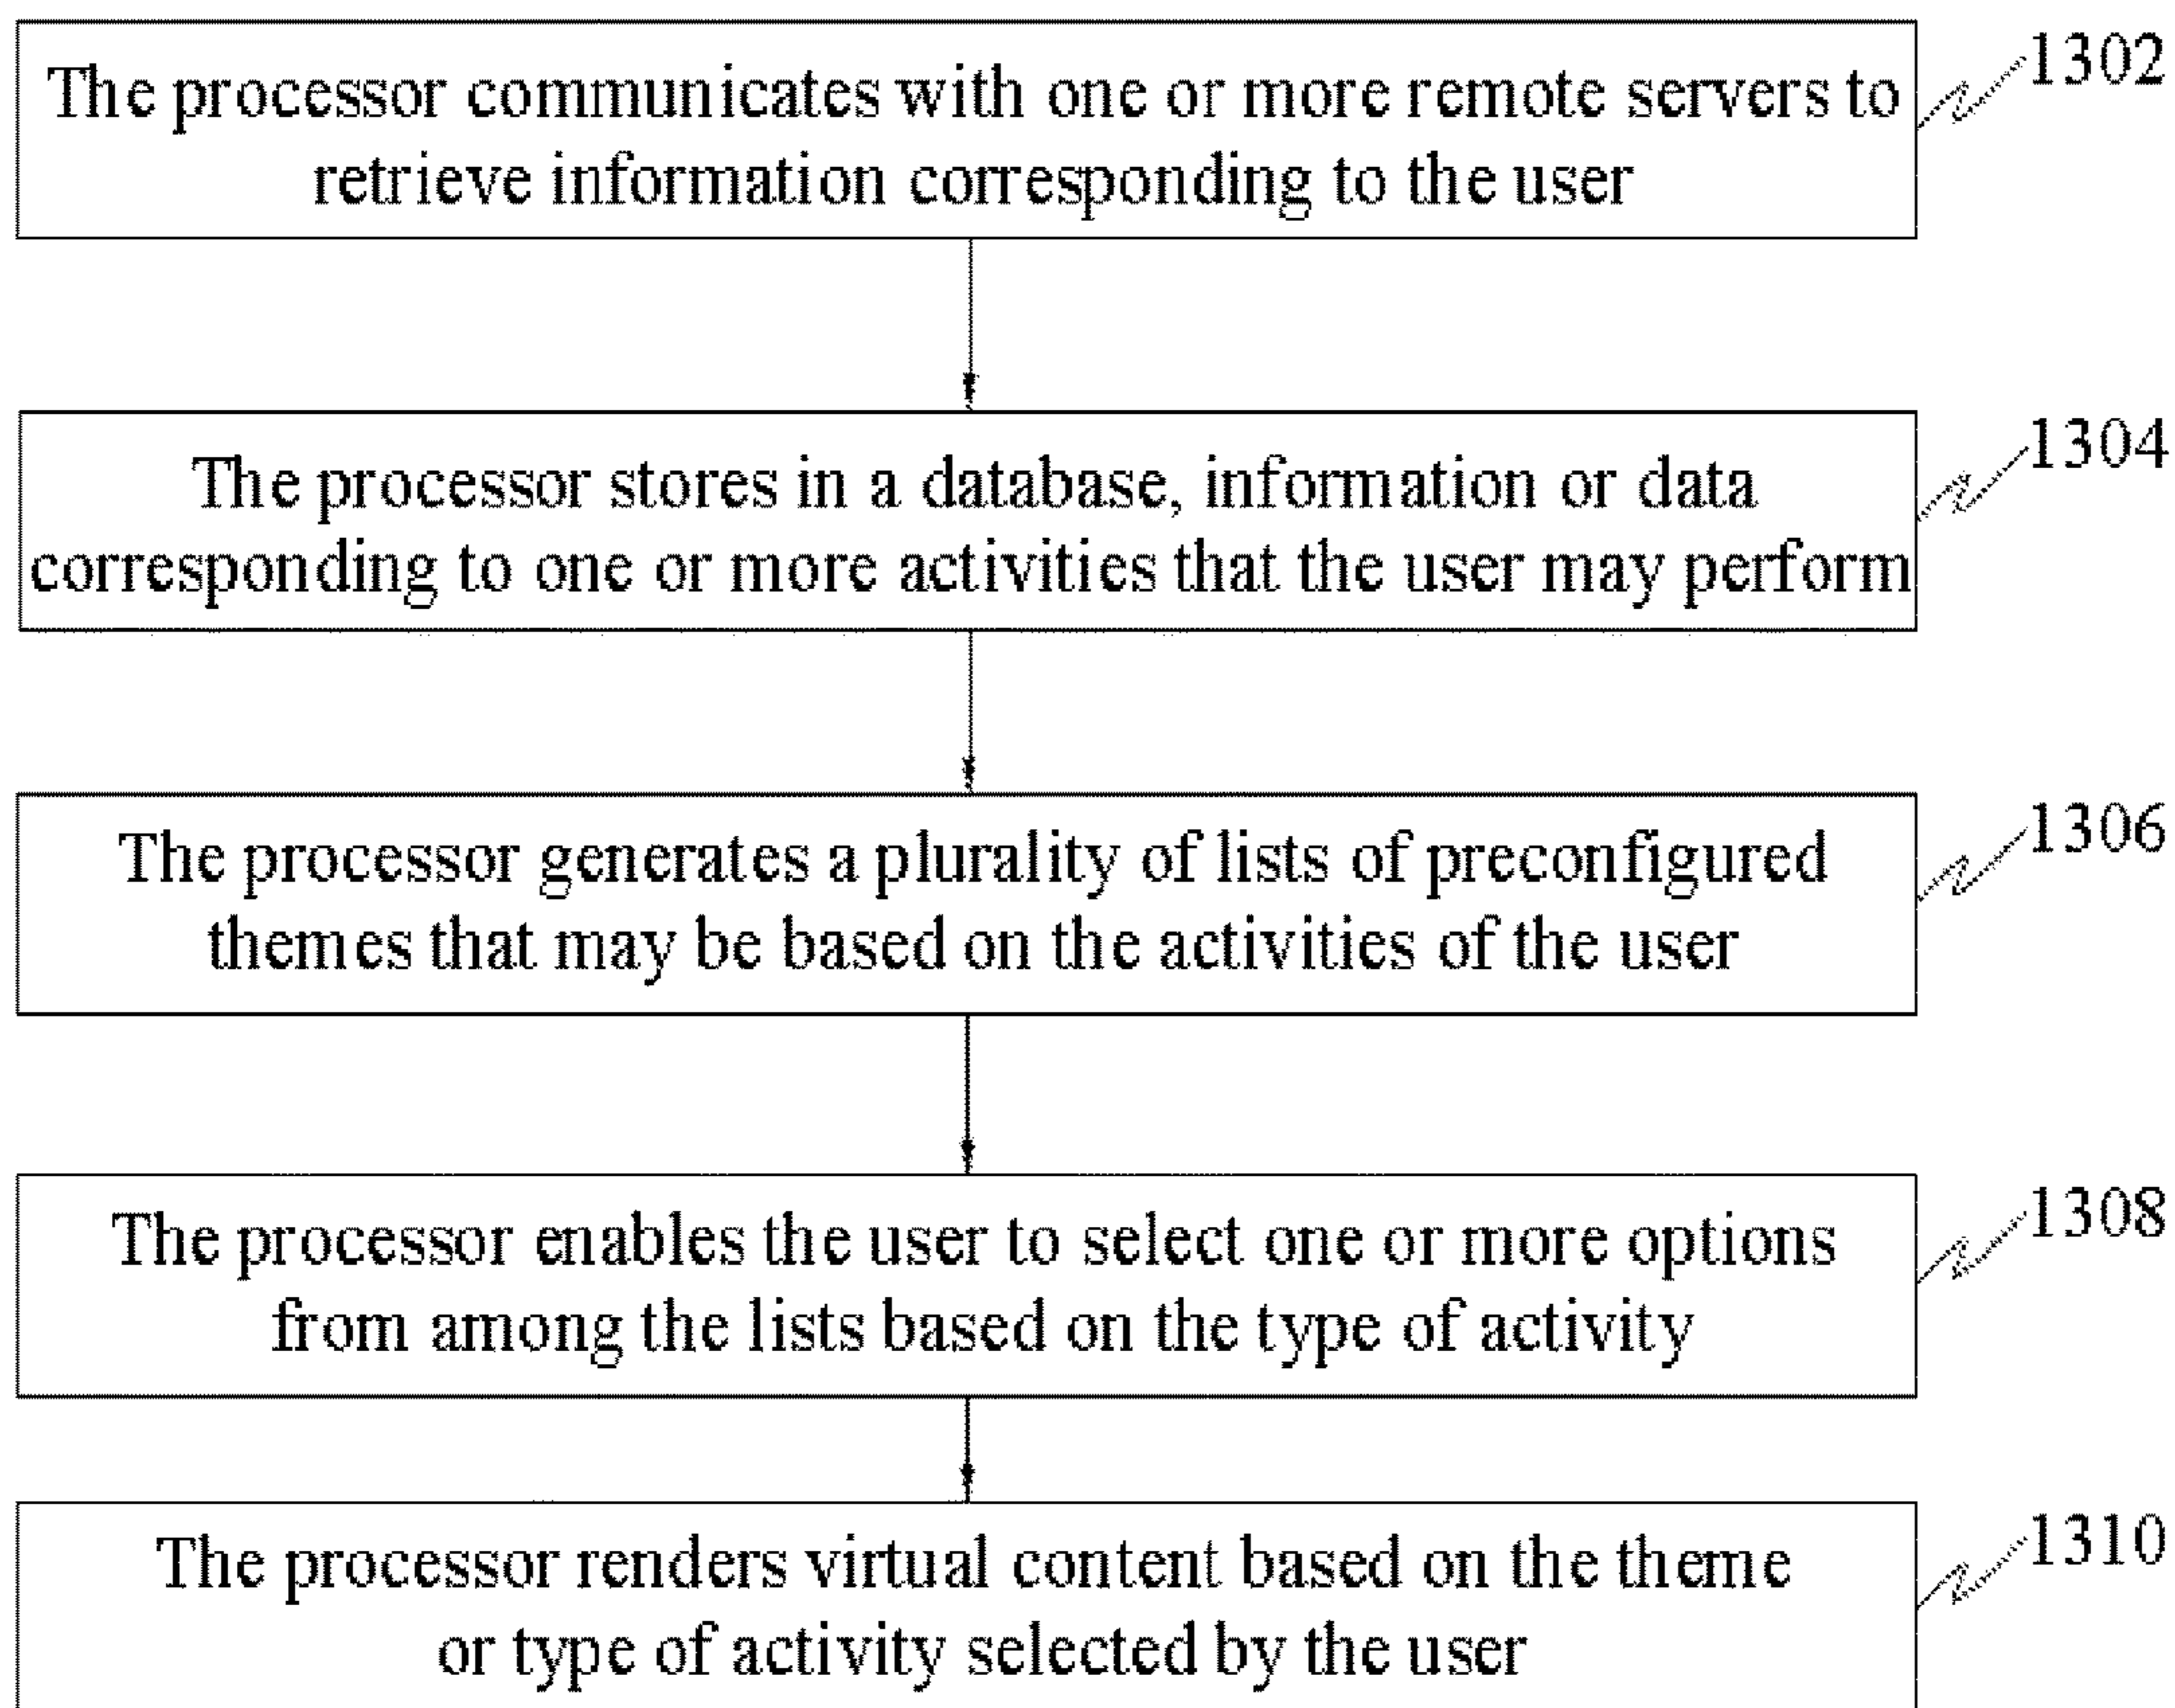 The processor communicates with one or more remote servers to
retrieve information corresponding to the user
1302
The processor stores in a database, information or data
corresponding to one or more activities that the user may perform
1304
The processor generates a plurality of lists of preconfigured
themes that may be based on the activities of the user
1306
The processor enables the user to select one or more options
from among the lists based on the type of activity
1308
The processor renders virtual content based on the theme
or type of activity selected by the user
1310